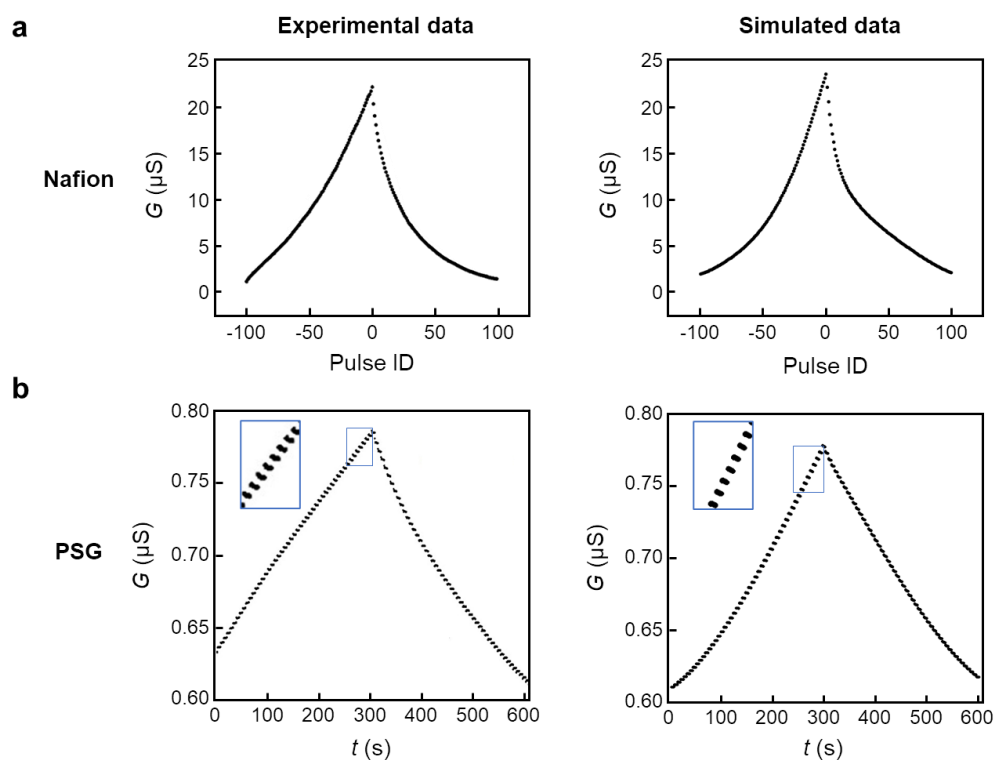 a
Experimental data
Simulated data
Nafion
G (μS)
25
20
15
10
5
0
-100 -50 0 50 100
Pulse ID
G (μS)
25
20
15
10
5
0
-100 -50 0 50 100
Pulse ID
b
PSG
G (μS)
0.80
0.75
0.70
0.65
0.60
0 100 200 300 400 500 600
t (s)
G (μS)
0.80
0.75
0.70
0.65
0.60
0 100 200 300 400 500 600
t (s)